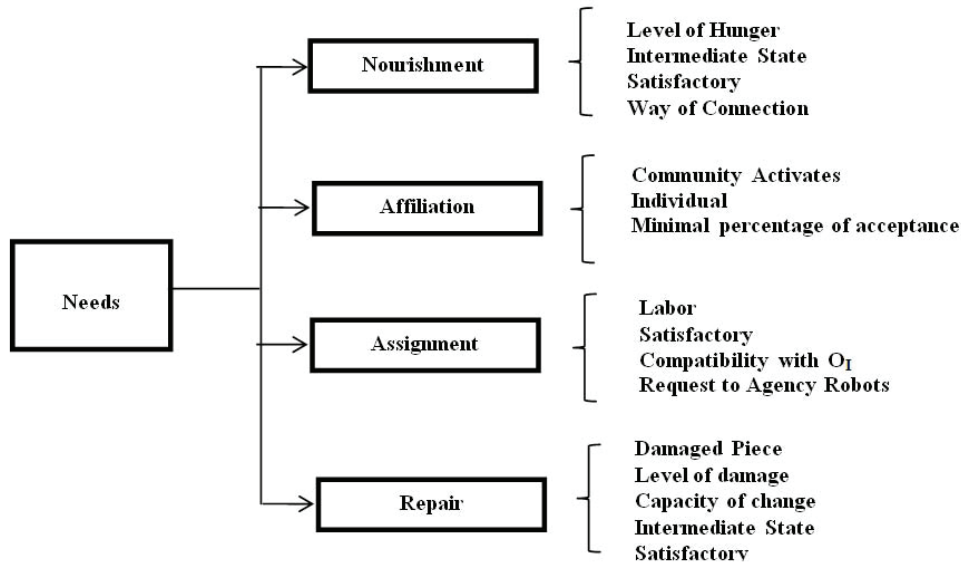 Needs
Nourishment
Level of Hunger
Intermediate State
Satisfactory
Way of Connection
Affiliation
Community Activates
Individual
Minimal percentage of acceptance
Assignment
Labor
Satisfactory
Compatibility with OI
Request to Agency Robots
Repair
Damaged Piece
Level of damage
Capacity of change
Intermediate State
Satisfactory